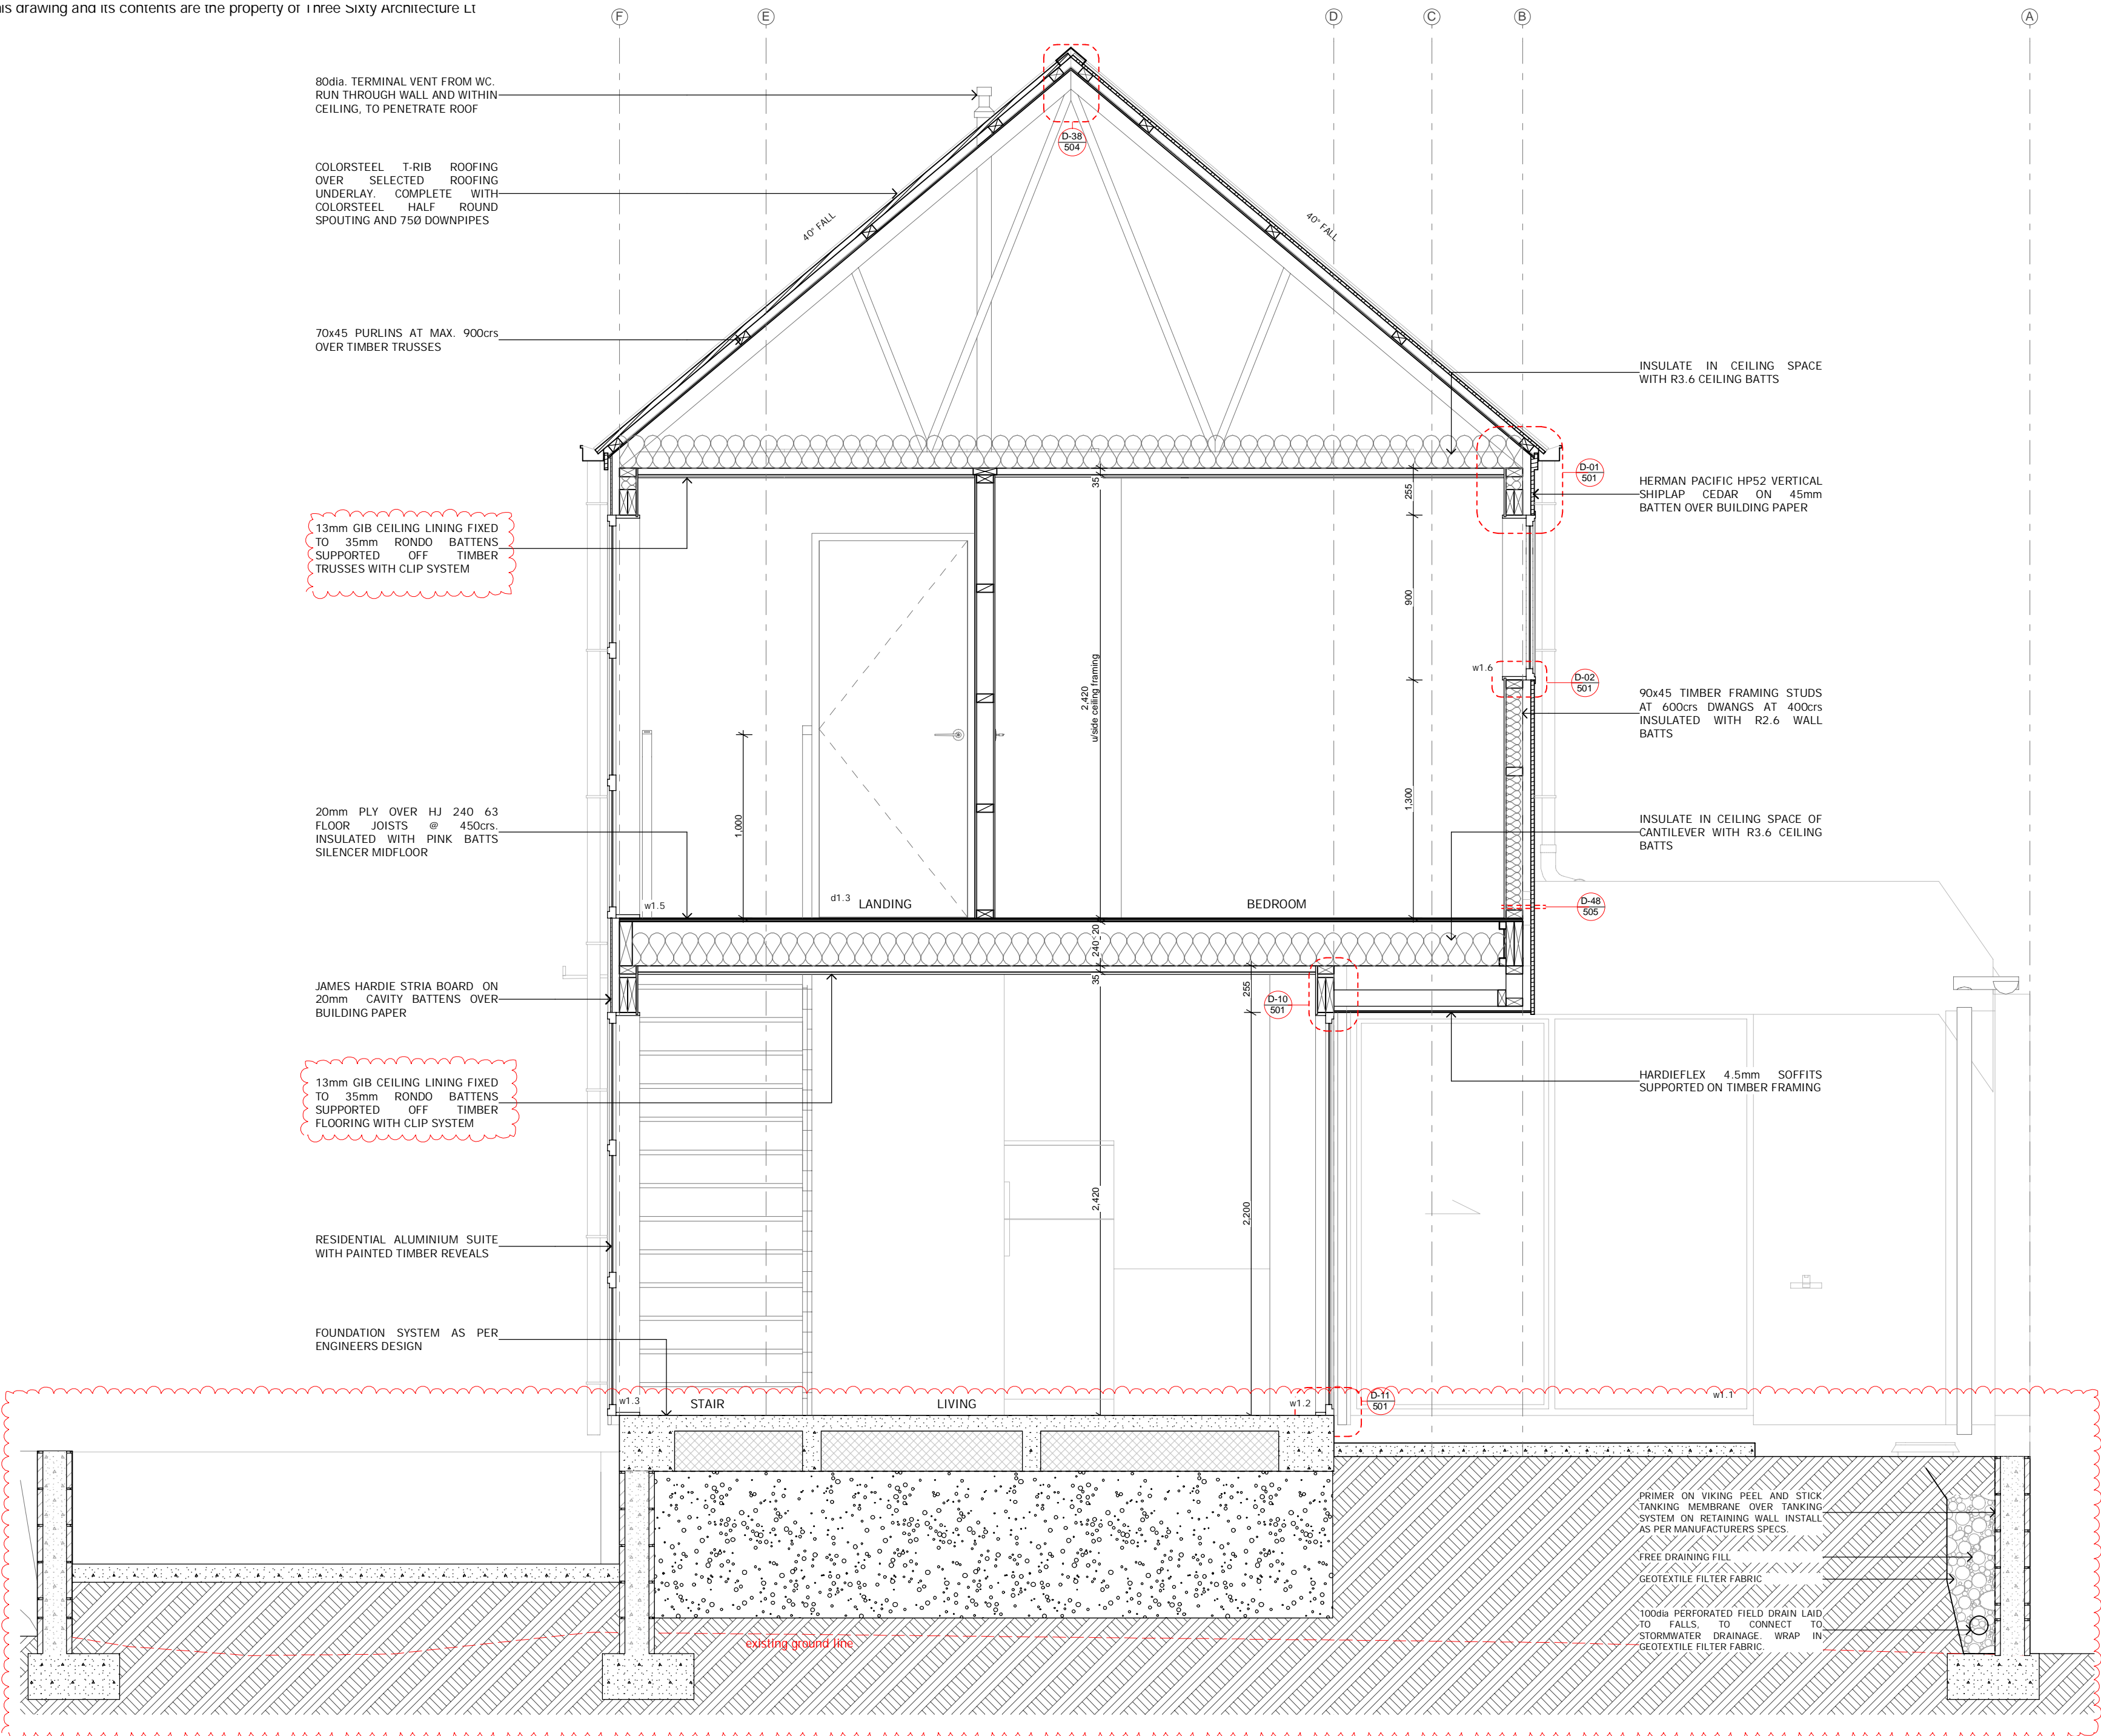 is drawing and its contents are the property of Three Sixty Architecture Lt
F
E
D
C
B
A
80dia. TERMINAL VENT FROM WC.
RUN THROUGH WALL AND WITHIN
CEILING, TO PENETRATE ROOF
D-38
504
COLORSTEEL T-RIB ROOFING
OVER SELECTED ROOFING
UNDERLAY. COMPLETE WITH
COLORSTEEL HALF ROUND
SPOUTING AND 75Ø DOWNPIPES
40° FALL
40° FALL
70x45 PURLINS AT MAX. 900crs
OVER TIMBER TRUSSES
INSULATE IN CEILING SPACE
WITH R3.6 CEILING BATTS
D-01
501
HERMAN PACIFIC HP52 VERTICAL
SHIPLAP CEDAR ON 45mm
BATTEN OVER BUILDING PAPER
35
255
13mm GIB CEILING LINING FIXED
TO 35mm RONDO BATTENS
SUPPORTED OFF TIMBER
TRUSSES WITH CLIP SYSTEM
900
2,420
u/side ceiling framing
w1.6
D-02
501
90x45 TIMBER FRAMING STUDS
AT 600crs DWANGS AT 400crs
INSULATED WITH R2.6 WALL
BATTS
1,300
1,000
20mm PLY OVER HJ 240 63
FLOOR JOISTS @ 450crs.
INSULATED WITH PINK BATTS
SILENCER MIDFLOOR
INSULATE IN CEILING SPACE OF
CANTILEVER WITH R3.6 CEILING
BATTS
w1.5
d1.3
LANDING
BEDROOM
D-48
505
20
240
35
255
JAMES HARDIE STRIA BOARD ON
20mm CAVITY BATTENS OVER
BUILDING PAPER
D-10
501
13mm GIB CEILING LINING FIXED
TO 35mm RONDO BATTENS
SUPPORTED OFF TIMBER
FLOORING WITH CLIP SYSTEM
HARDIEFLEX 4.5mm SOFFITS
SUPPORTED ON TIMBER FRAMING
2,420
2,200
RESIDENTIAL ALUMINIUM SUITE
WITH PAINTED TIMBER REVEALS
FOUNDATION SYSTEM AS PER
ENGINEERS DESIGN
w1.3
STAIR
LIVING
w1.2
D-11
501
w1.1
PRIMER ON VIKING PEEL AND STICK
TANKING MEMBRANE OVER TANKING
SYSTEM ON RETAINING WALL INSTALL
AS PER MANUFACTURERS SPECS.
FREE DRAINING FILL
GEOTEXTILE FILTER FABRIC
100dia PERFORATED FIELD DRAIN LAID
TO FALLS, TO CONNECT TO
STORMWATER DRAINAGE. WRAP IN
GEOTEXTILE FILTER FABRIC.
existing ground line